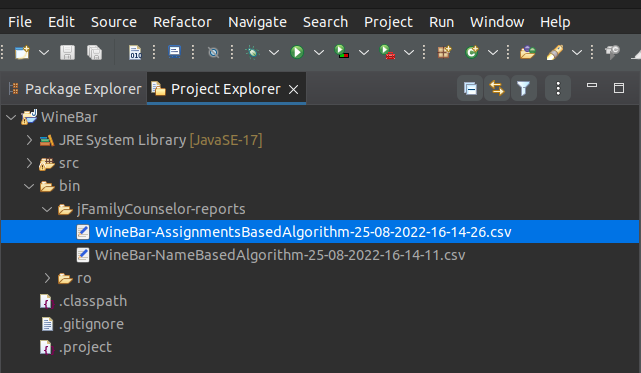 File Edit Source Refactor Navigate Search Project Run Window Help
010
Package Explorer Project Explorer
WineBar
JRE System Library [JavaSE-17]
src
bin
jFamilyCounselor-reports
WineBar-AssignmentsBasedAlgorithm-25-08-2022-16-14-26.csv
WineBar-NameBasedAlgorithm-25-08-2022-16-14-11.csv
ro
.classpath
.gitignore
.project